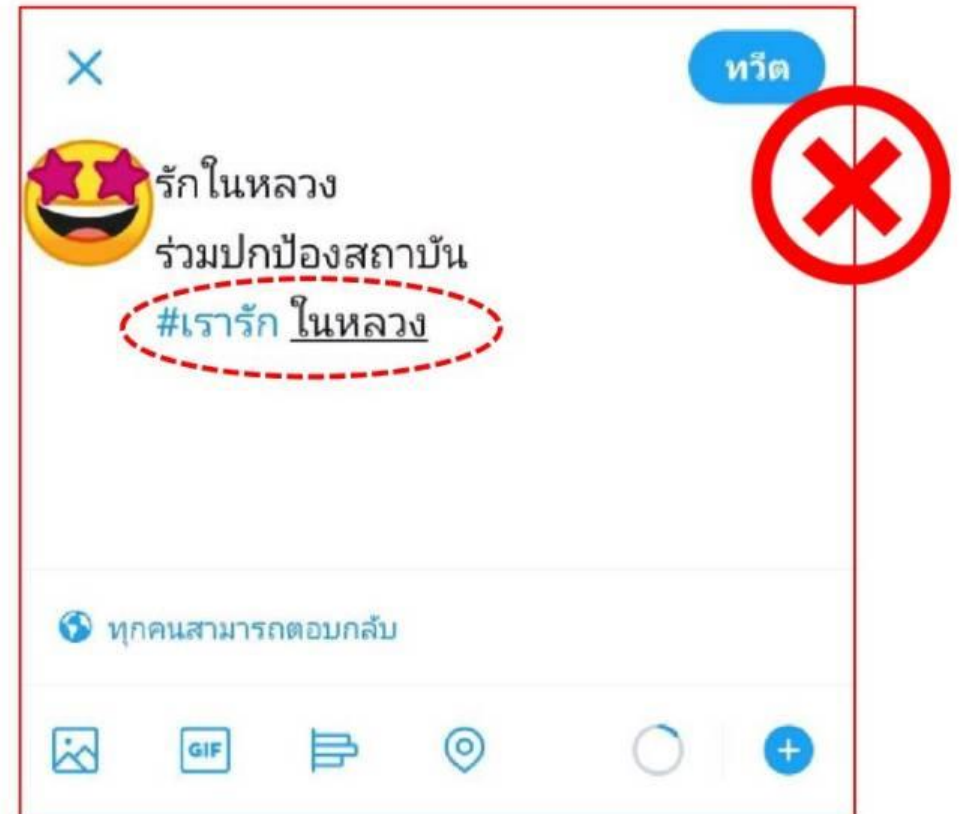 ทวีต
รักในหลวง
ร่วมปกป้องสถาบัน
#เรารัก ในหลวง
ทุกคนสามารถตอบกลับ
GIF